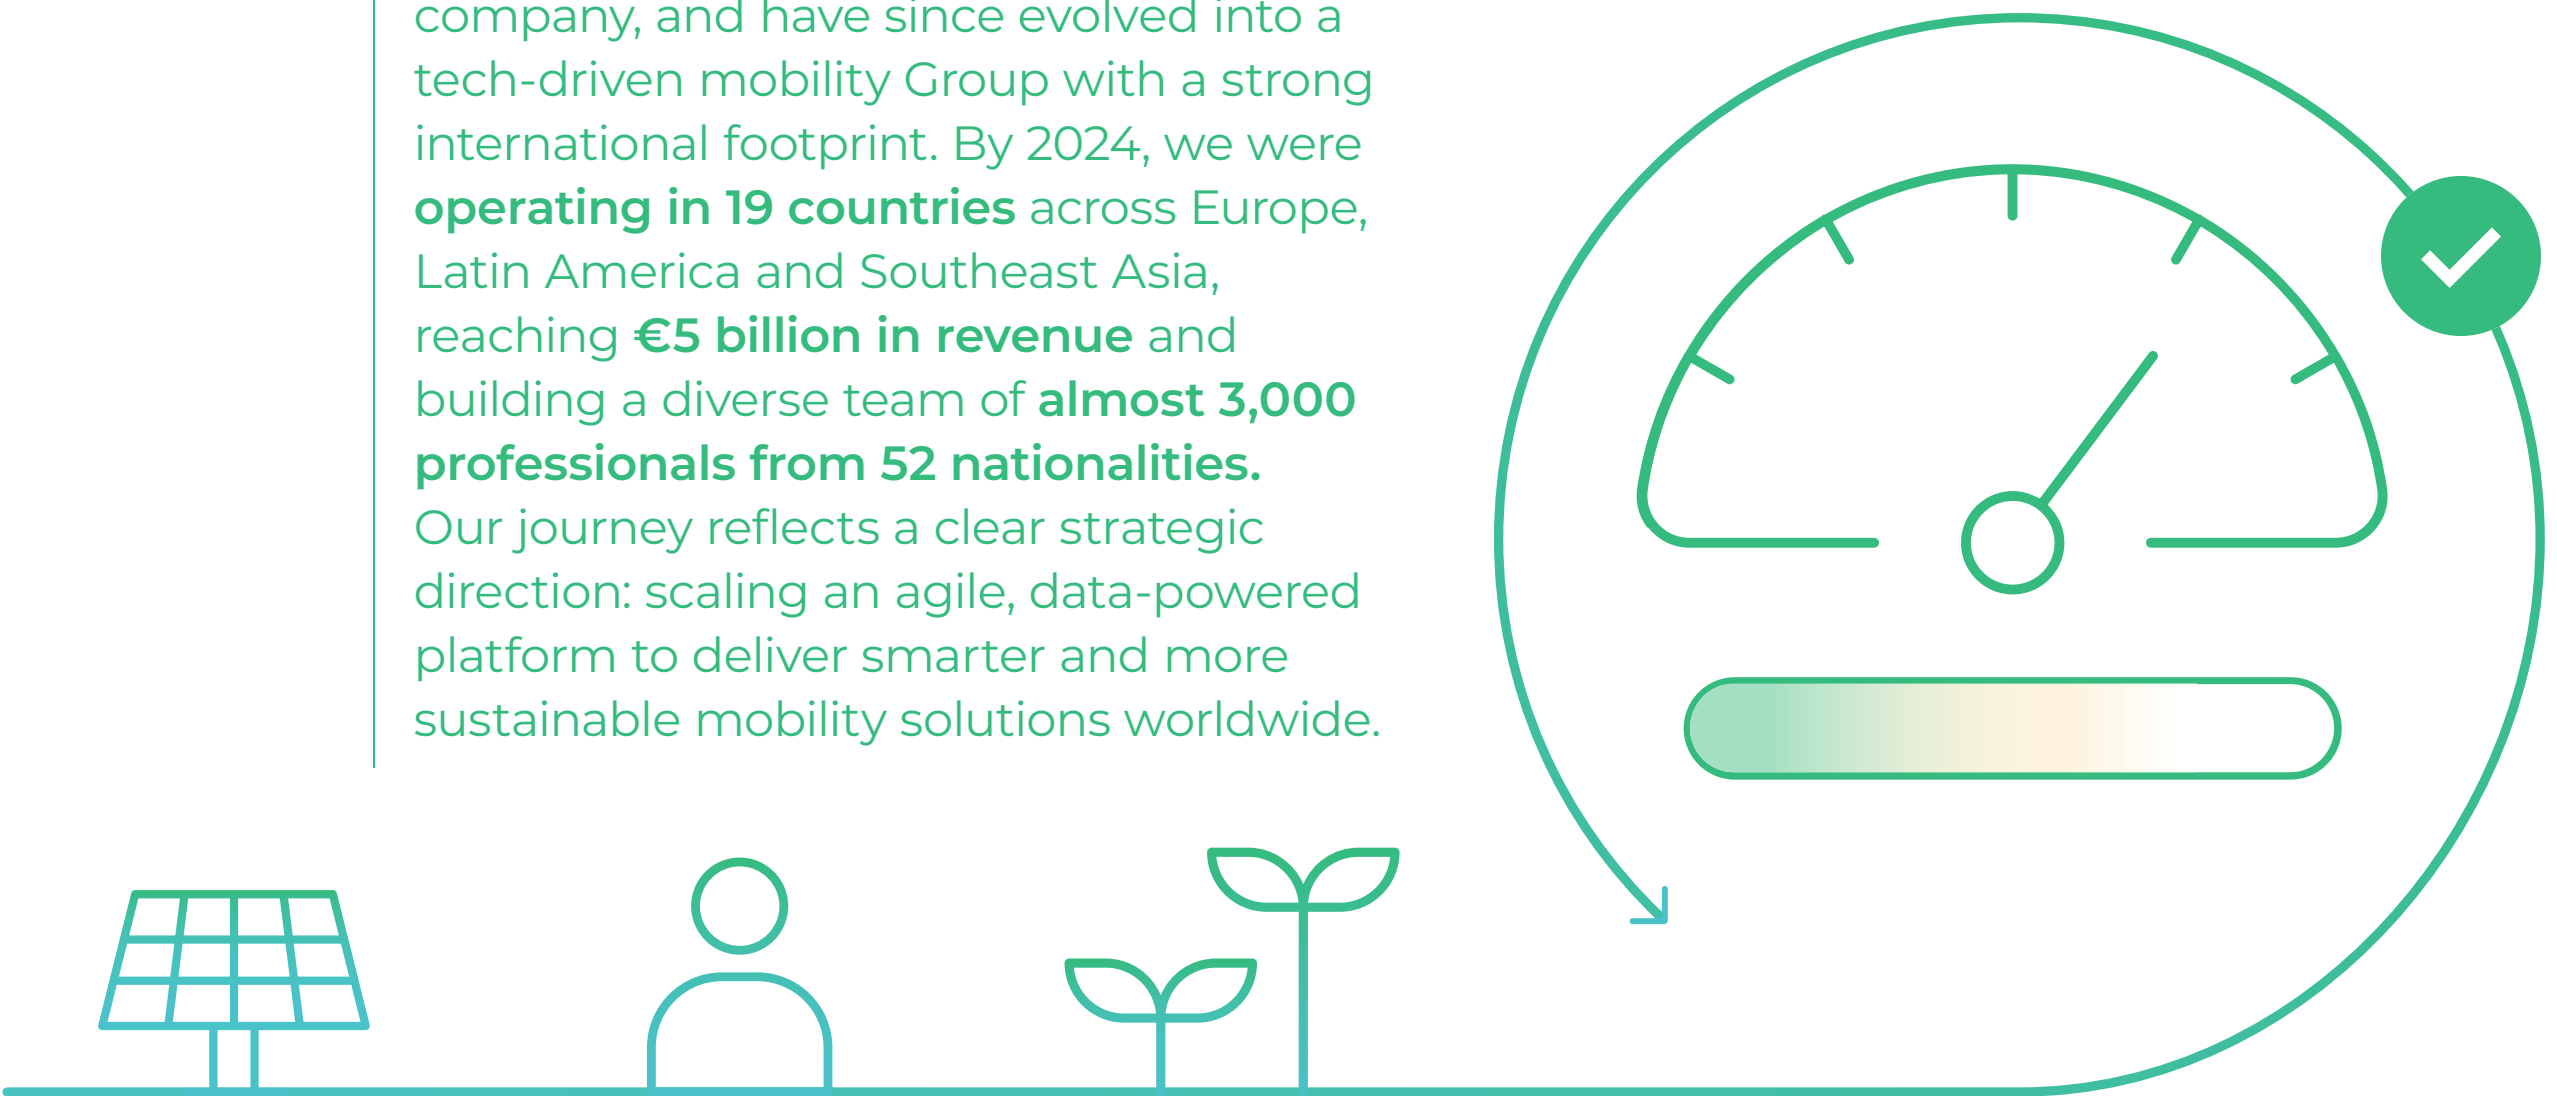 company, and have since evolved into a
tech-driven mobility Group with a strong
international footprint. By 2024, we were
operating in 19 countries across Europe,
Latin America and Southeast Asia,
reaching €5 billion in revenue and
building a diverse team of almost 3,000
professionals from 52 nationalities.
Our journey reflects a clear strategic
direction: scaling an agile, data-powered
platform to deliver smarter and more
sustainable mobility solutions worldwide.